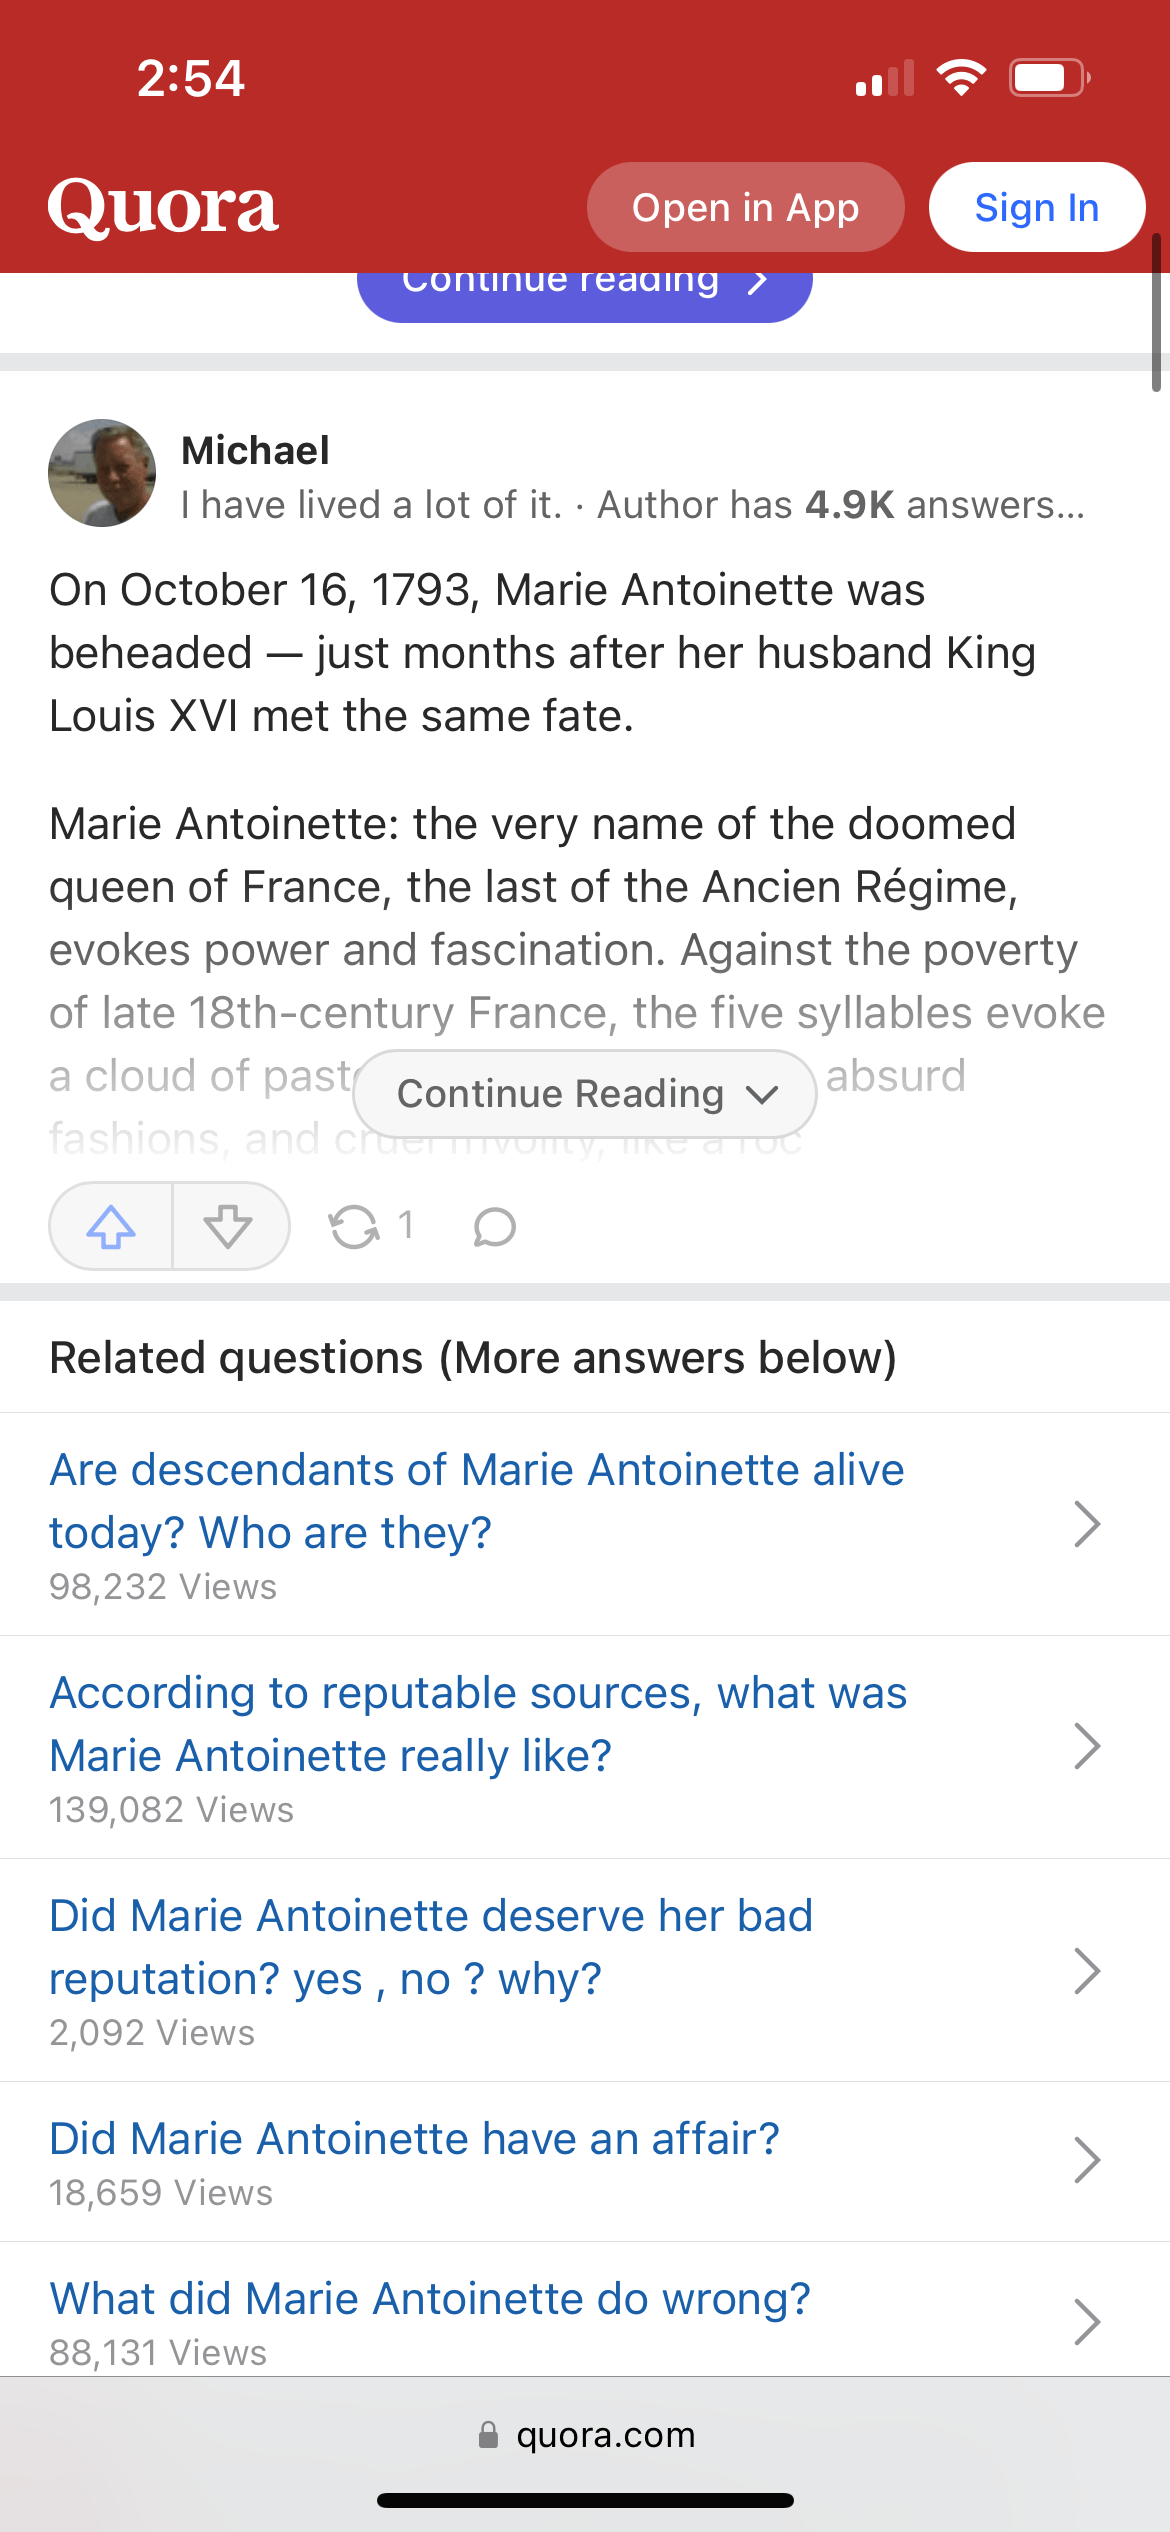 2:54
Quora
Open in App
Sign In
Continue reading
Michael
I have lived a lot of it. · Author has 4.9K answers...
On October 16, 1793, Marie Antoinette was
beheaded — just months after her husband King
Louis XVI met the same fate.
Marie Antoinette: the very name of the doomed
queen of France, the last of the Ancien Régime,
evokes power and fascination. Against the poverty
of late 18th-century France, the five syllables evoke
a cloud of absurd
Continue Reading
fashions, and cruel frivolity, like a roc
1
Related questions (More answers below)
Are descendants of Marie Antoinette alive
today? Who are they?
98,232 Views
According to reputable sources, what was
Marie Antoinette really like?
139,082 Views
Did Marie Antoinette deserve her bad
reputation? yes , no ? why?
2,092 Views
Did Marie Antoinette have an affair?
18,659 Views
What did Marie Antoinette do wrong?
88,131 Views
quora.com